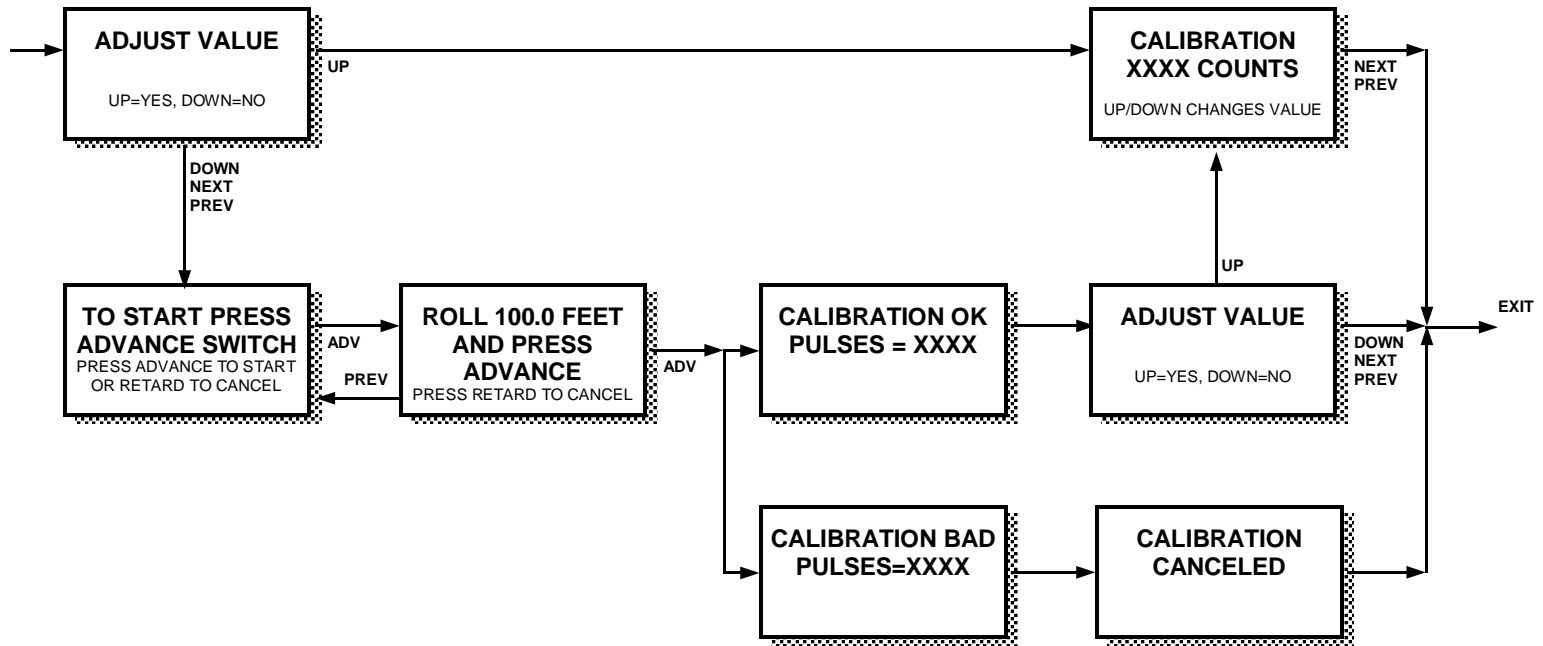 ADJUST VALUE
UP=YES, DOWN=NO
UP
CALIBRATION
XXXX COUNTS
UP/DOWN CHANGES VALUE
NEXT
PREV
DOWN
NEXT
PREV
UP
TO START PRESS
ADVANCE SWITCH
PRESS ADVANCE TO START
OR RETARD TO CANCEL
ADV
PREV
ROLL 100.0 FEET
AND PRESS
ADVANCE
PRESS RETARD TO CANCEL
ADV
CALIBRATION OK
PULSES = XXXX
ADJUST VALUE
UP=YES, DOWN=NO
DOWN
NEXT
PREV
EXIT
CALIBRATION BAD
PULSES=XXXX
CALIBRATION
CANCELED